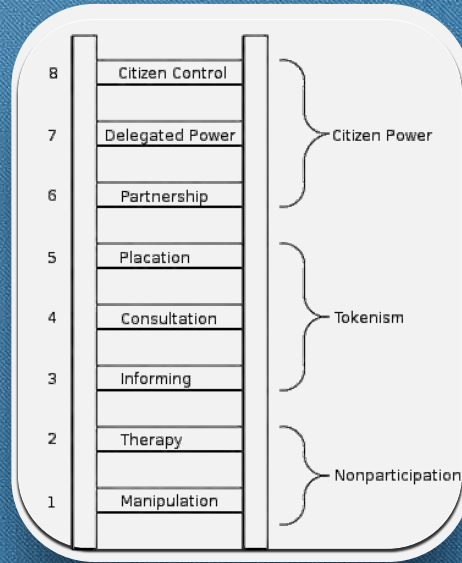 8 Citizen Control
7 Delegated Power
Citizen Power
6 Partnership
5 Placation
4 Consultation
Tokenism
3 Informing
2 Therapy
Nonparticipation
1 Manipulation